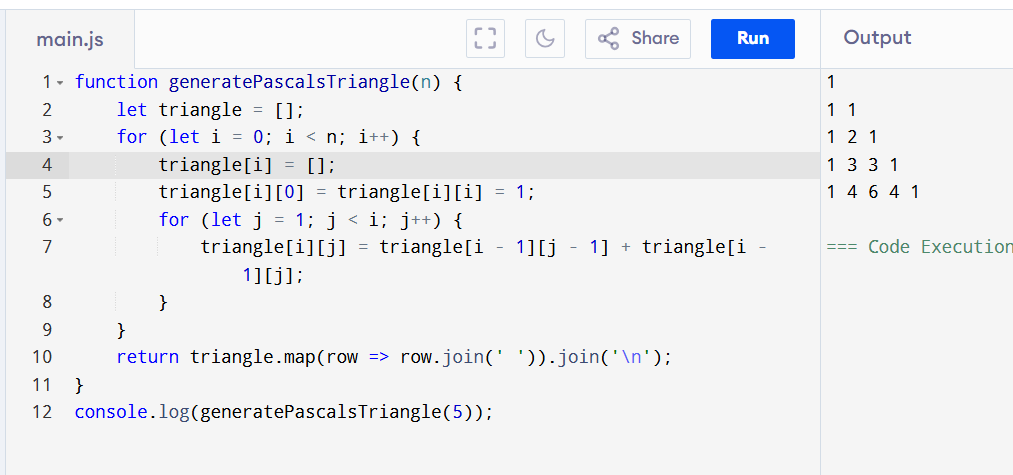 main.js
Share
Run
Output
1 function generatePascalsTriangle(n) {
2 let triangle = [];
3 for (let i = 0; i < n; i++) {
4 triangle[i] = [];
5 triangle[i][0] = triangle[i][i] = 1;
6 for (let j = 1; j < i; j++) {
7 triangle[i][j] = triangle[i - 1][j - 1] + triangle[i -
1][j];
8 }
9 }
10 return triangle.map(row => row.join(' ')).join('\n');
11 }
12 console.log(generatePascalsTriangle(5));
1
1 1
1 2 1
1 3 3 1
1 4 6 4 1
=== Code Execution